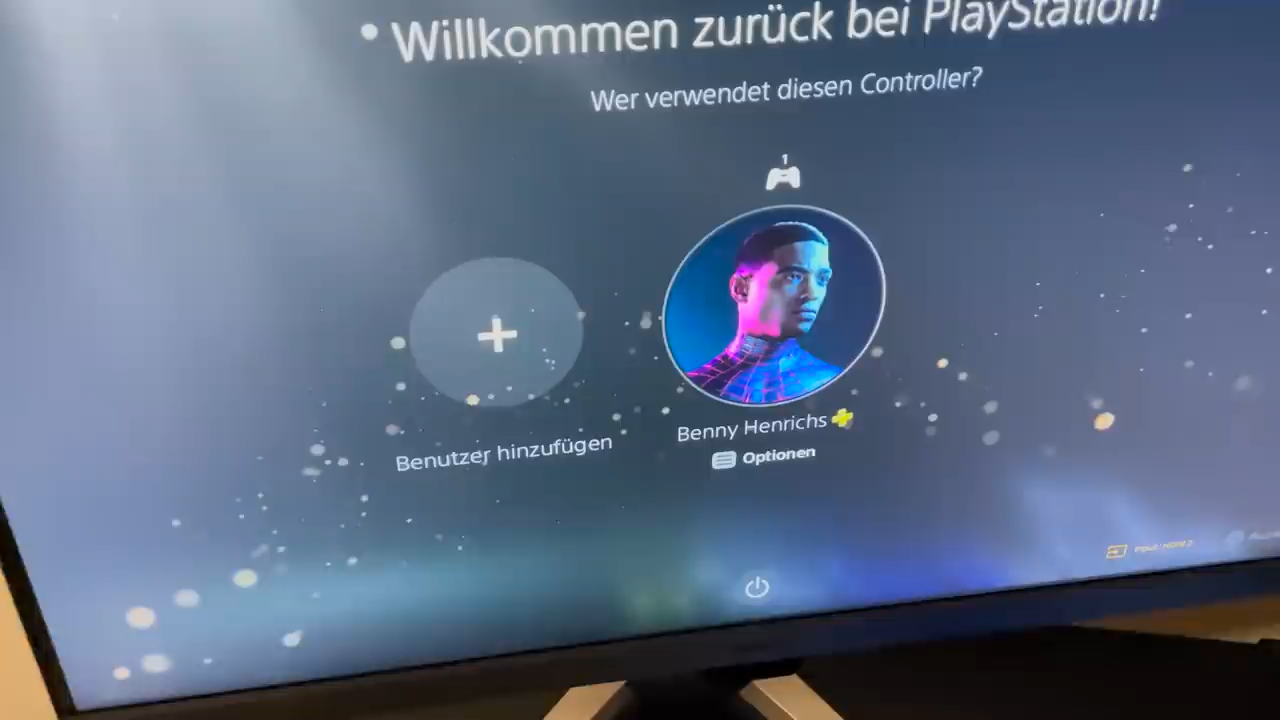 Willkommen zurück bei PlayStation!
Wer verwendet diesen Controller?
1
Benutzer hinzufügen
Benny Henrichs
Optionen